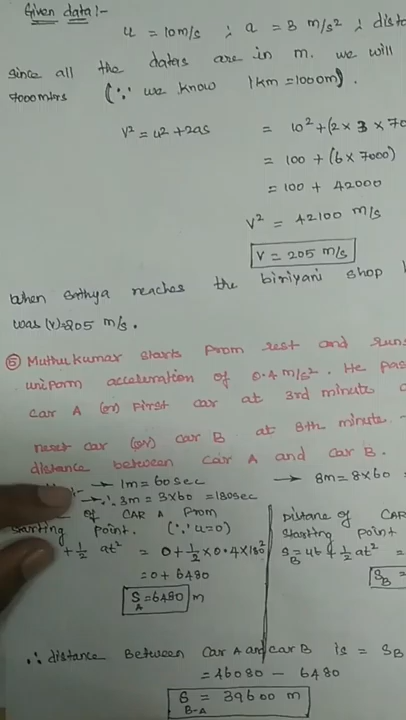 Given data:-
u = 10m/s ; a = 3 m/s² ; dista
Since all the datas are in m. we will
7000mtrs (∵ we know 1km = 1000m).
V² = u² + 2as = 10² + (2 × 3 × 70
= 100 + (6 × 7000)
= 100 + 42000
V² = 42100 m/s
V = 205 m/s
When Sathya reaches the biriyani shop
was (V)=205 m/s.
⑤ Muthukumar starts from rest and runs
uniform acceleration of 0.4 m/s². He pas
car A (or) first car at 3rd minute
next car (or) car B at 8th minute.
distance between car A and car B.
→ 1m = 60sec → 8m = 8×60
→ ∴ 3m = 3×60 = 180sec
of CAR A from
starting point. (∵ u=0)
+ ½ at² = 0 + ½ × 0.4 × 180²
= 0 + 6480
S_A = 6480 m
Distane of CAR
Starting point
S_B = ut + ½ at² =
S_B =
∴ distance Between Car A and car B is = S_B
= 46080 - 6480
S_B-A = 39600 m